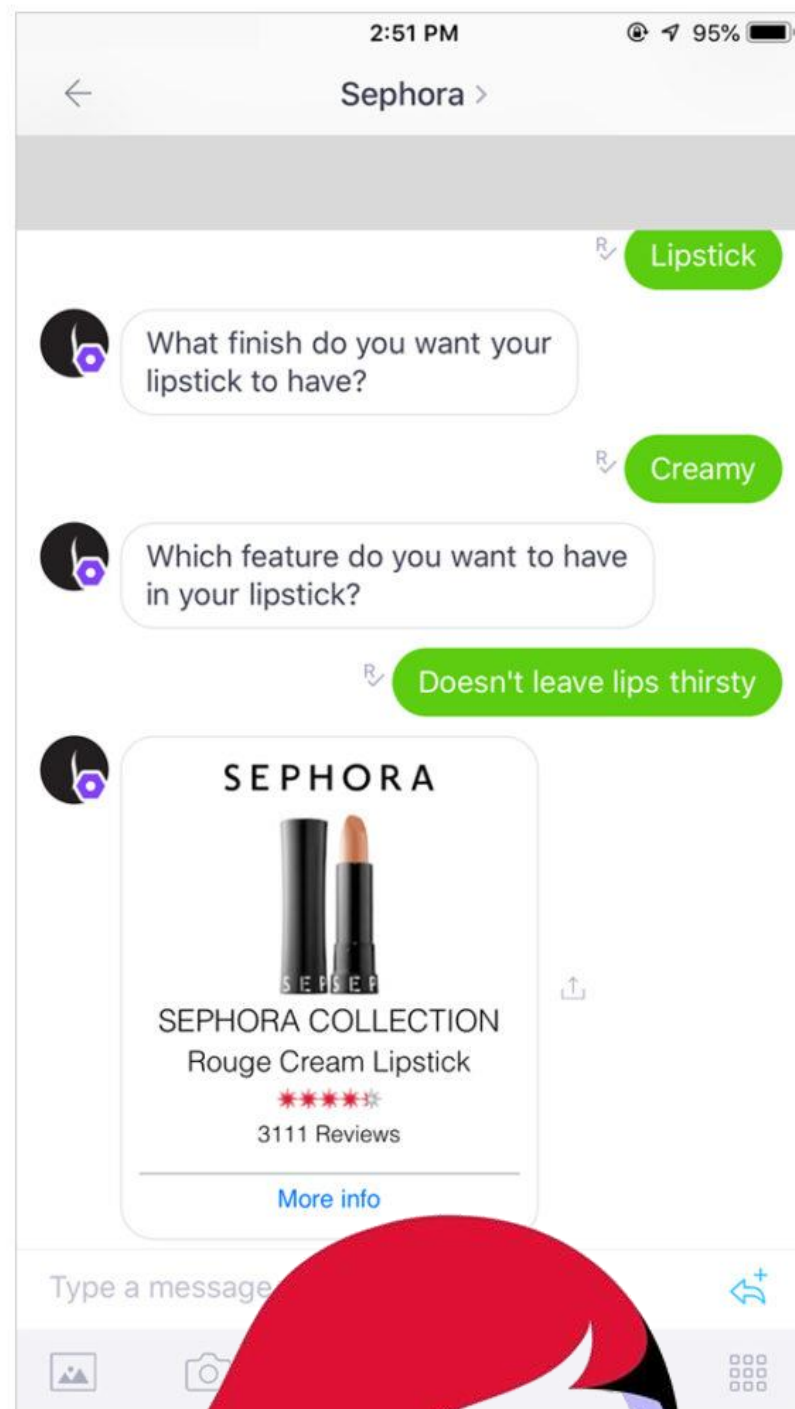 2:51 PM 95%
Sephora >
R Lipstick
What finish do you want your
lipstick to have?
R Creamy
Which feature do you want to have
in your lipstick?
R Doesn't leave lips thirsty
SEPHORA
SEP SEP
SEPHORA COLLECTION
Rouge Cream Lipstick
3111 Reviews
More info
Type a message